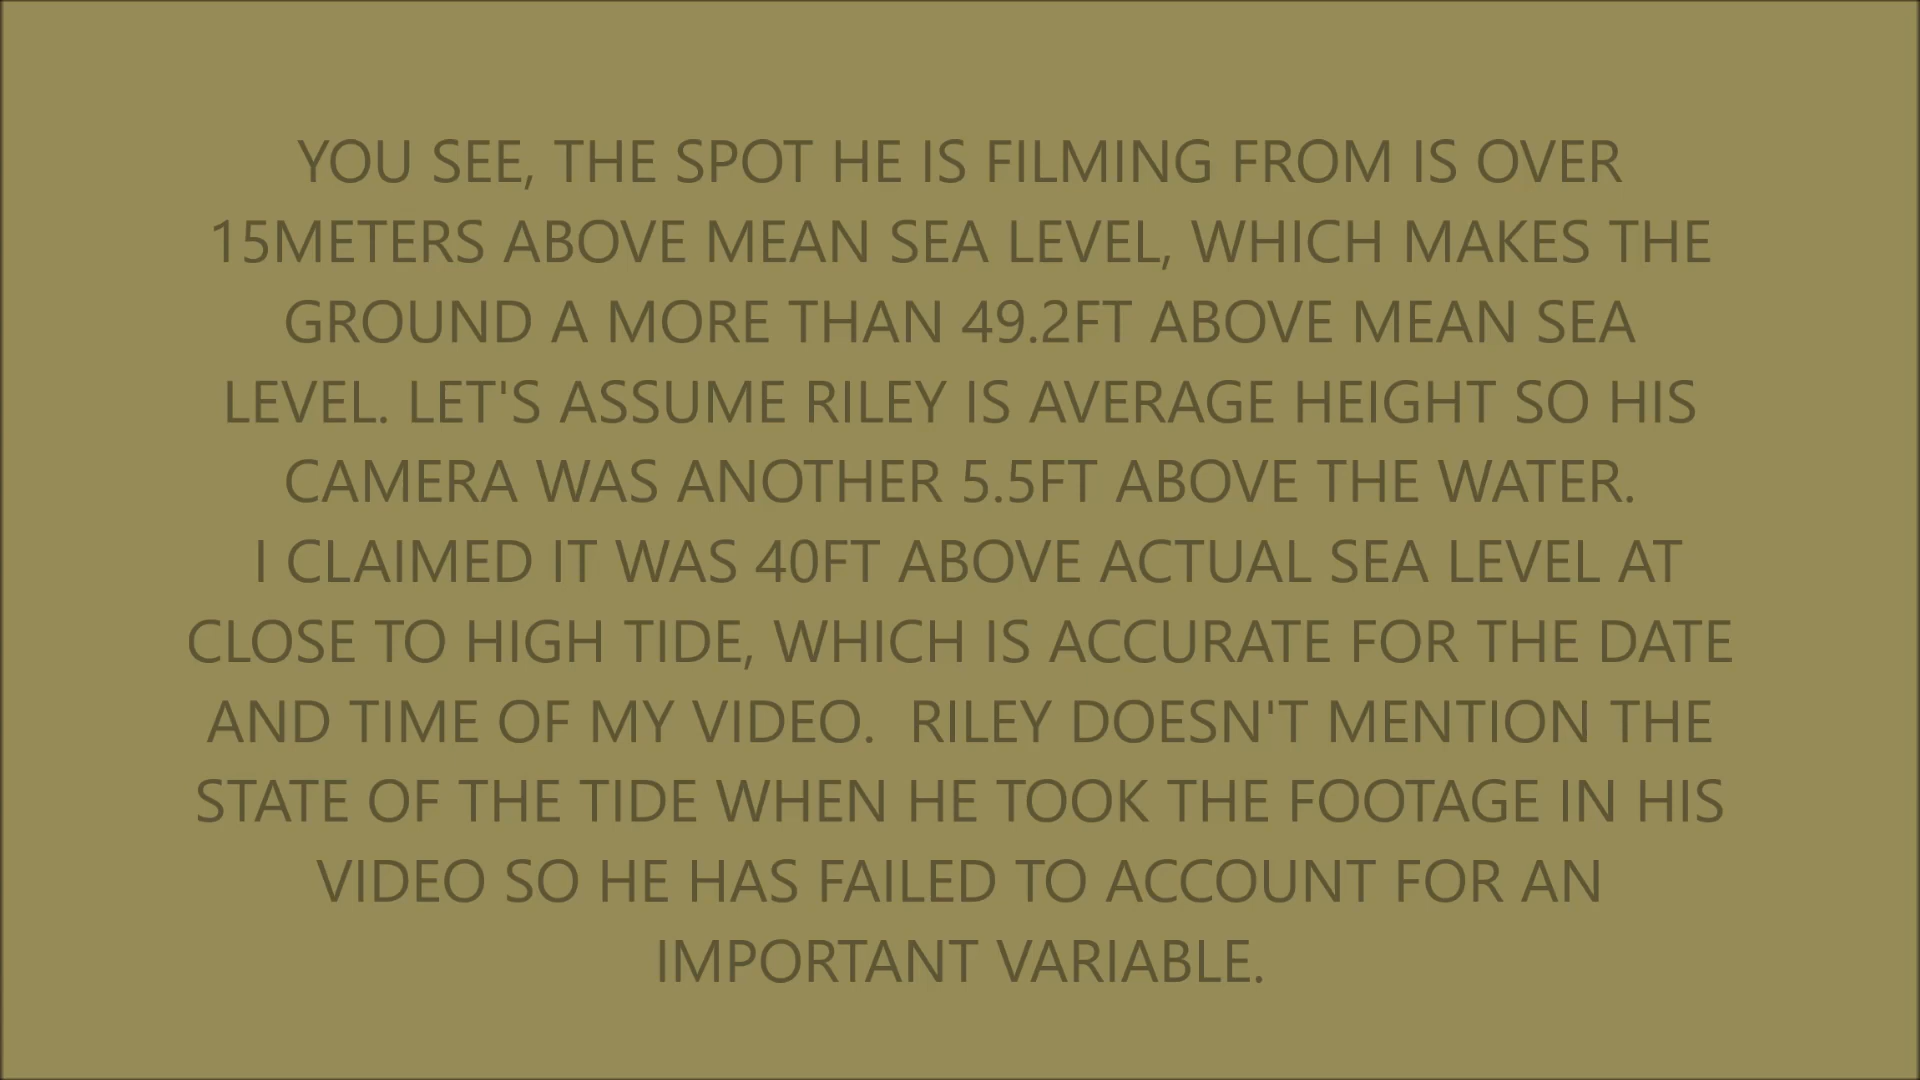 YOU SEE, THE SPOT HE IS FILMING FROM IS OVER
15METERS ABOVE MEAN SEA LEVEL, WHICH MAKES THE
GROUND A MORE THAN 49.2FT ABOVE MEAN SEA
LEVEL. LET'S ASSUME RILEY IS AVERAGE HEIGHT SO HIS
CAMERA WAS ANOTHER 5.5FT ABOVE THE WATER.
I CLAIMED IT WAS 40FT ABOVE ACTUAL SEA LEVEL AT
CLOSE TO HIGH TIDE, WHICH IS ACCURATE FOR THE DATE
AND TIME OF MY VIDEO.  RILEY DOESN'T MENTION THE
STATE OF THE TIDE WHEN HE TOOK THE FOOTAGE IN HIS
VIDEO SO HE HAS FAILED TO ACCOUNT FOR AN
IMPORTANT VARIABLE.